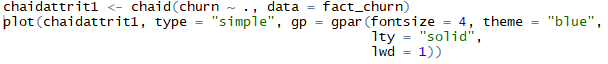 chaidattrit1 <- chaid(churn ~ ., data = fact_churn)
plot(chaidattrit1, type = "simple", gp = gpar(fontsize = 4, theme = "blue",
lty = "solid",
lwd = 1))